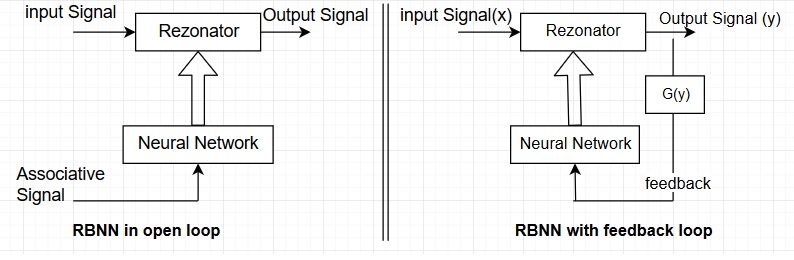 input Signal
Rezonator
Output Signal
Neural Network
Associative
Signal
RBNN in open loop
input Signal(x)
Rezonator
Output Signal (y)
G(y)
Neural Network
feedback
RBNN with feedback loop